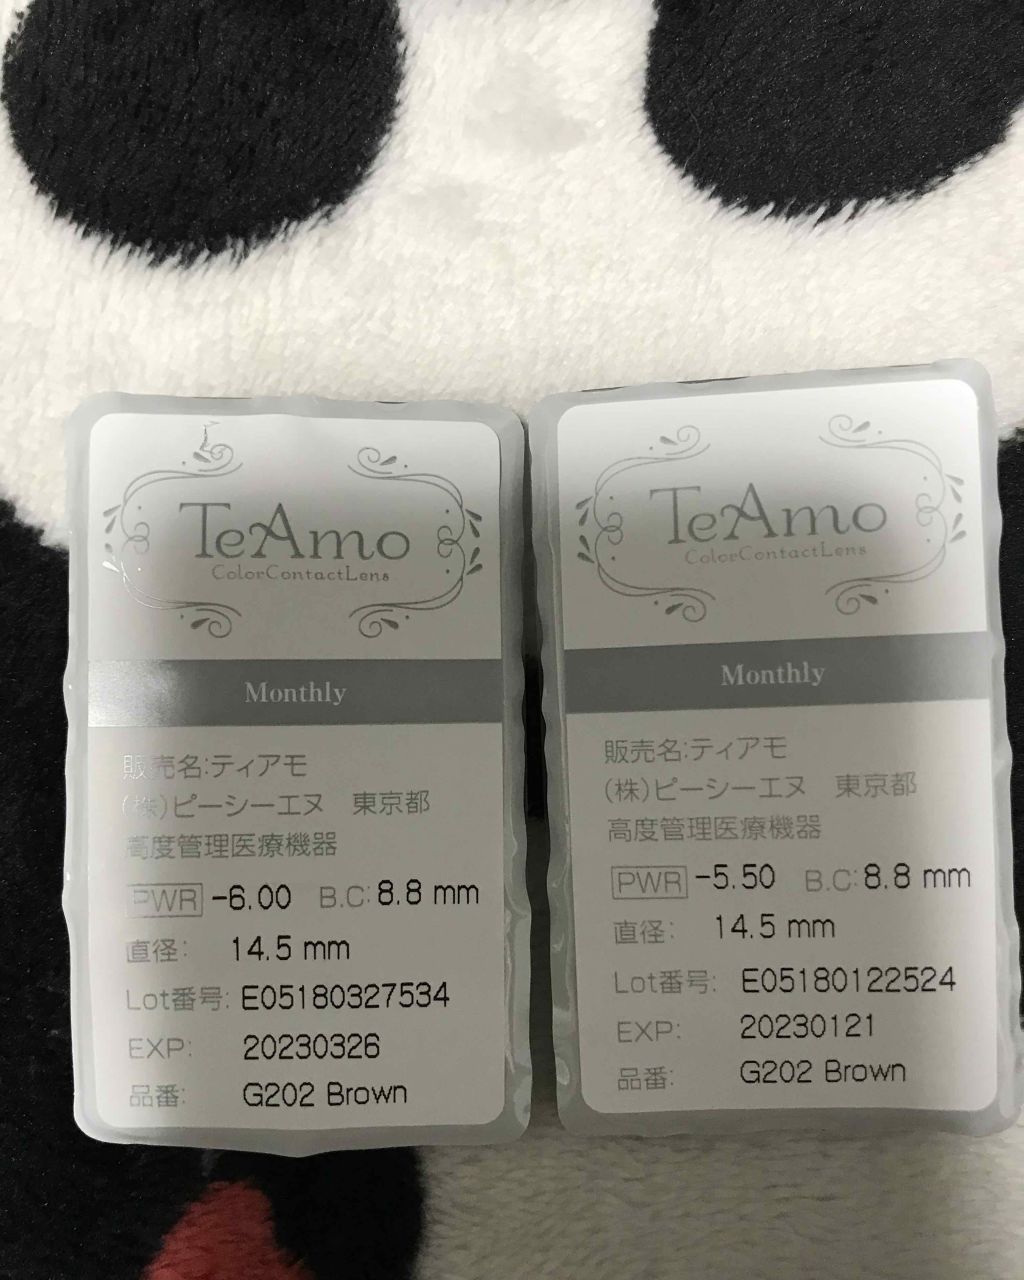 TeAmo
ColorContactLens
Monthly
販売名:ティアモ
(株)ピーシーエヌ 東京都
高度管理医療機器
PWR -6.00 B.C: 8.8 mm
直径: 14.5 mm
Lot番号: E05180327534
EXP: 20230326
品番: G202 Brown
TeAmo
ColorContactLens
Monthly
販売名:ティアモ
(株)ピーシーエヌ 東京都
高度管理医療機器
PWR -5.50 B.C: 8.8 mm
直径: 14.5 mm
Lot番号: E05180122524
EXP: 20230121
品番: G202 Brown